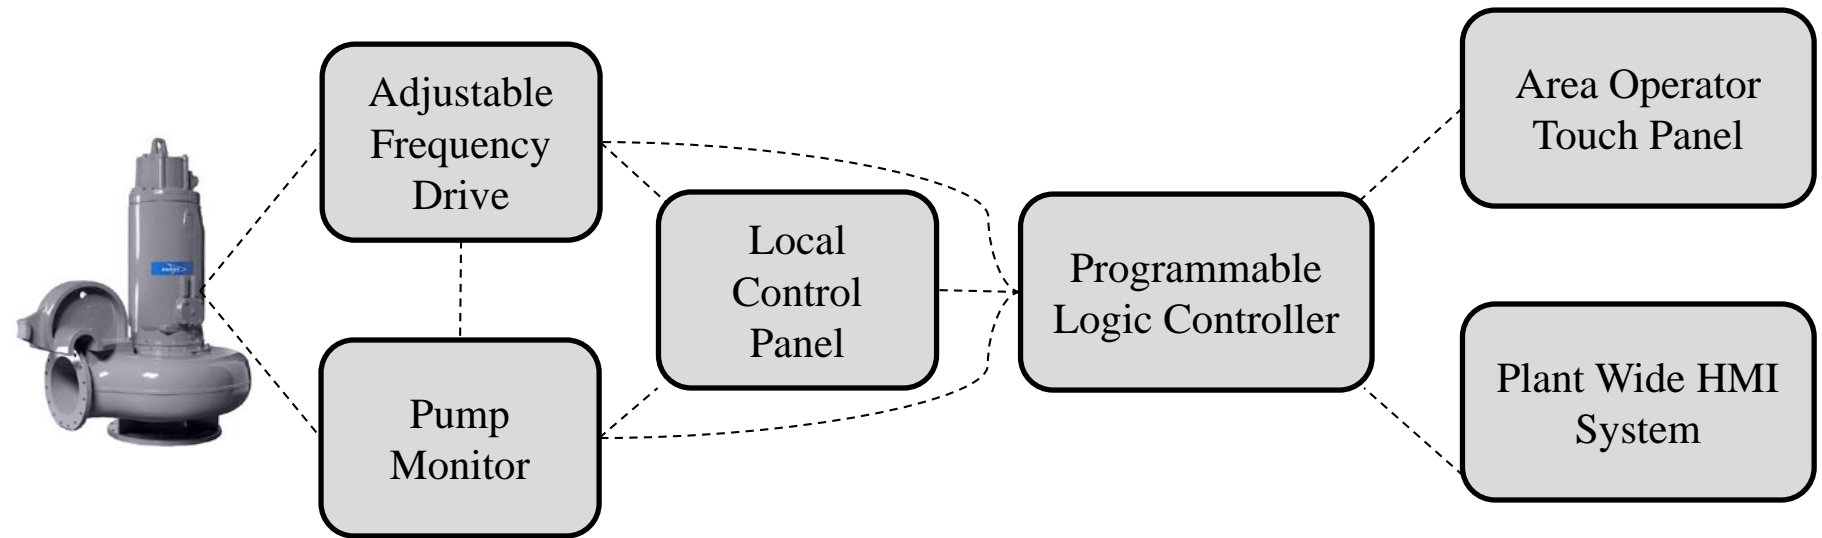 Adjustable
Frequency
Drive
Pump
Monitor
Local
Control
Panel
Programmable
Logic Controller
Area Operator
Touch Panel
Plant Wide HMI
System